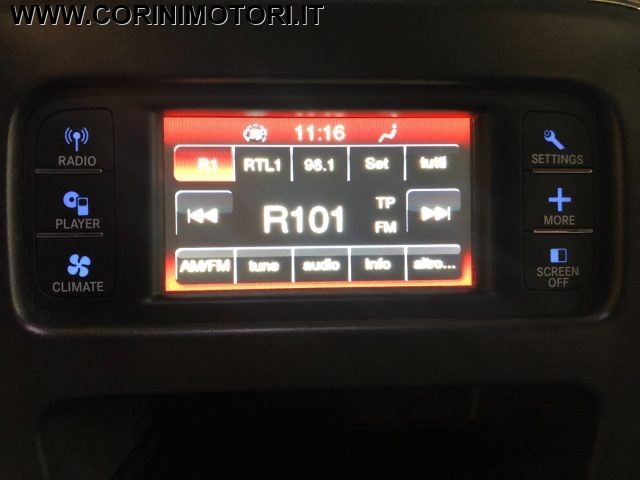 WWW.CORINIMOTORI.IT
11:16
RADIO
R1 RTL1 98.1 Set tutti
SETTINGS
PLAYER
R101
TP
FM
MORE
CLIMATE
AM/FM tune audio info altro...
SCREEN
OFF